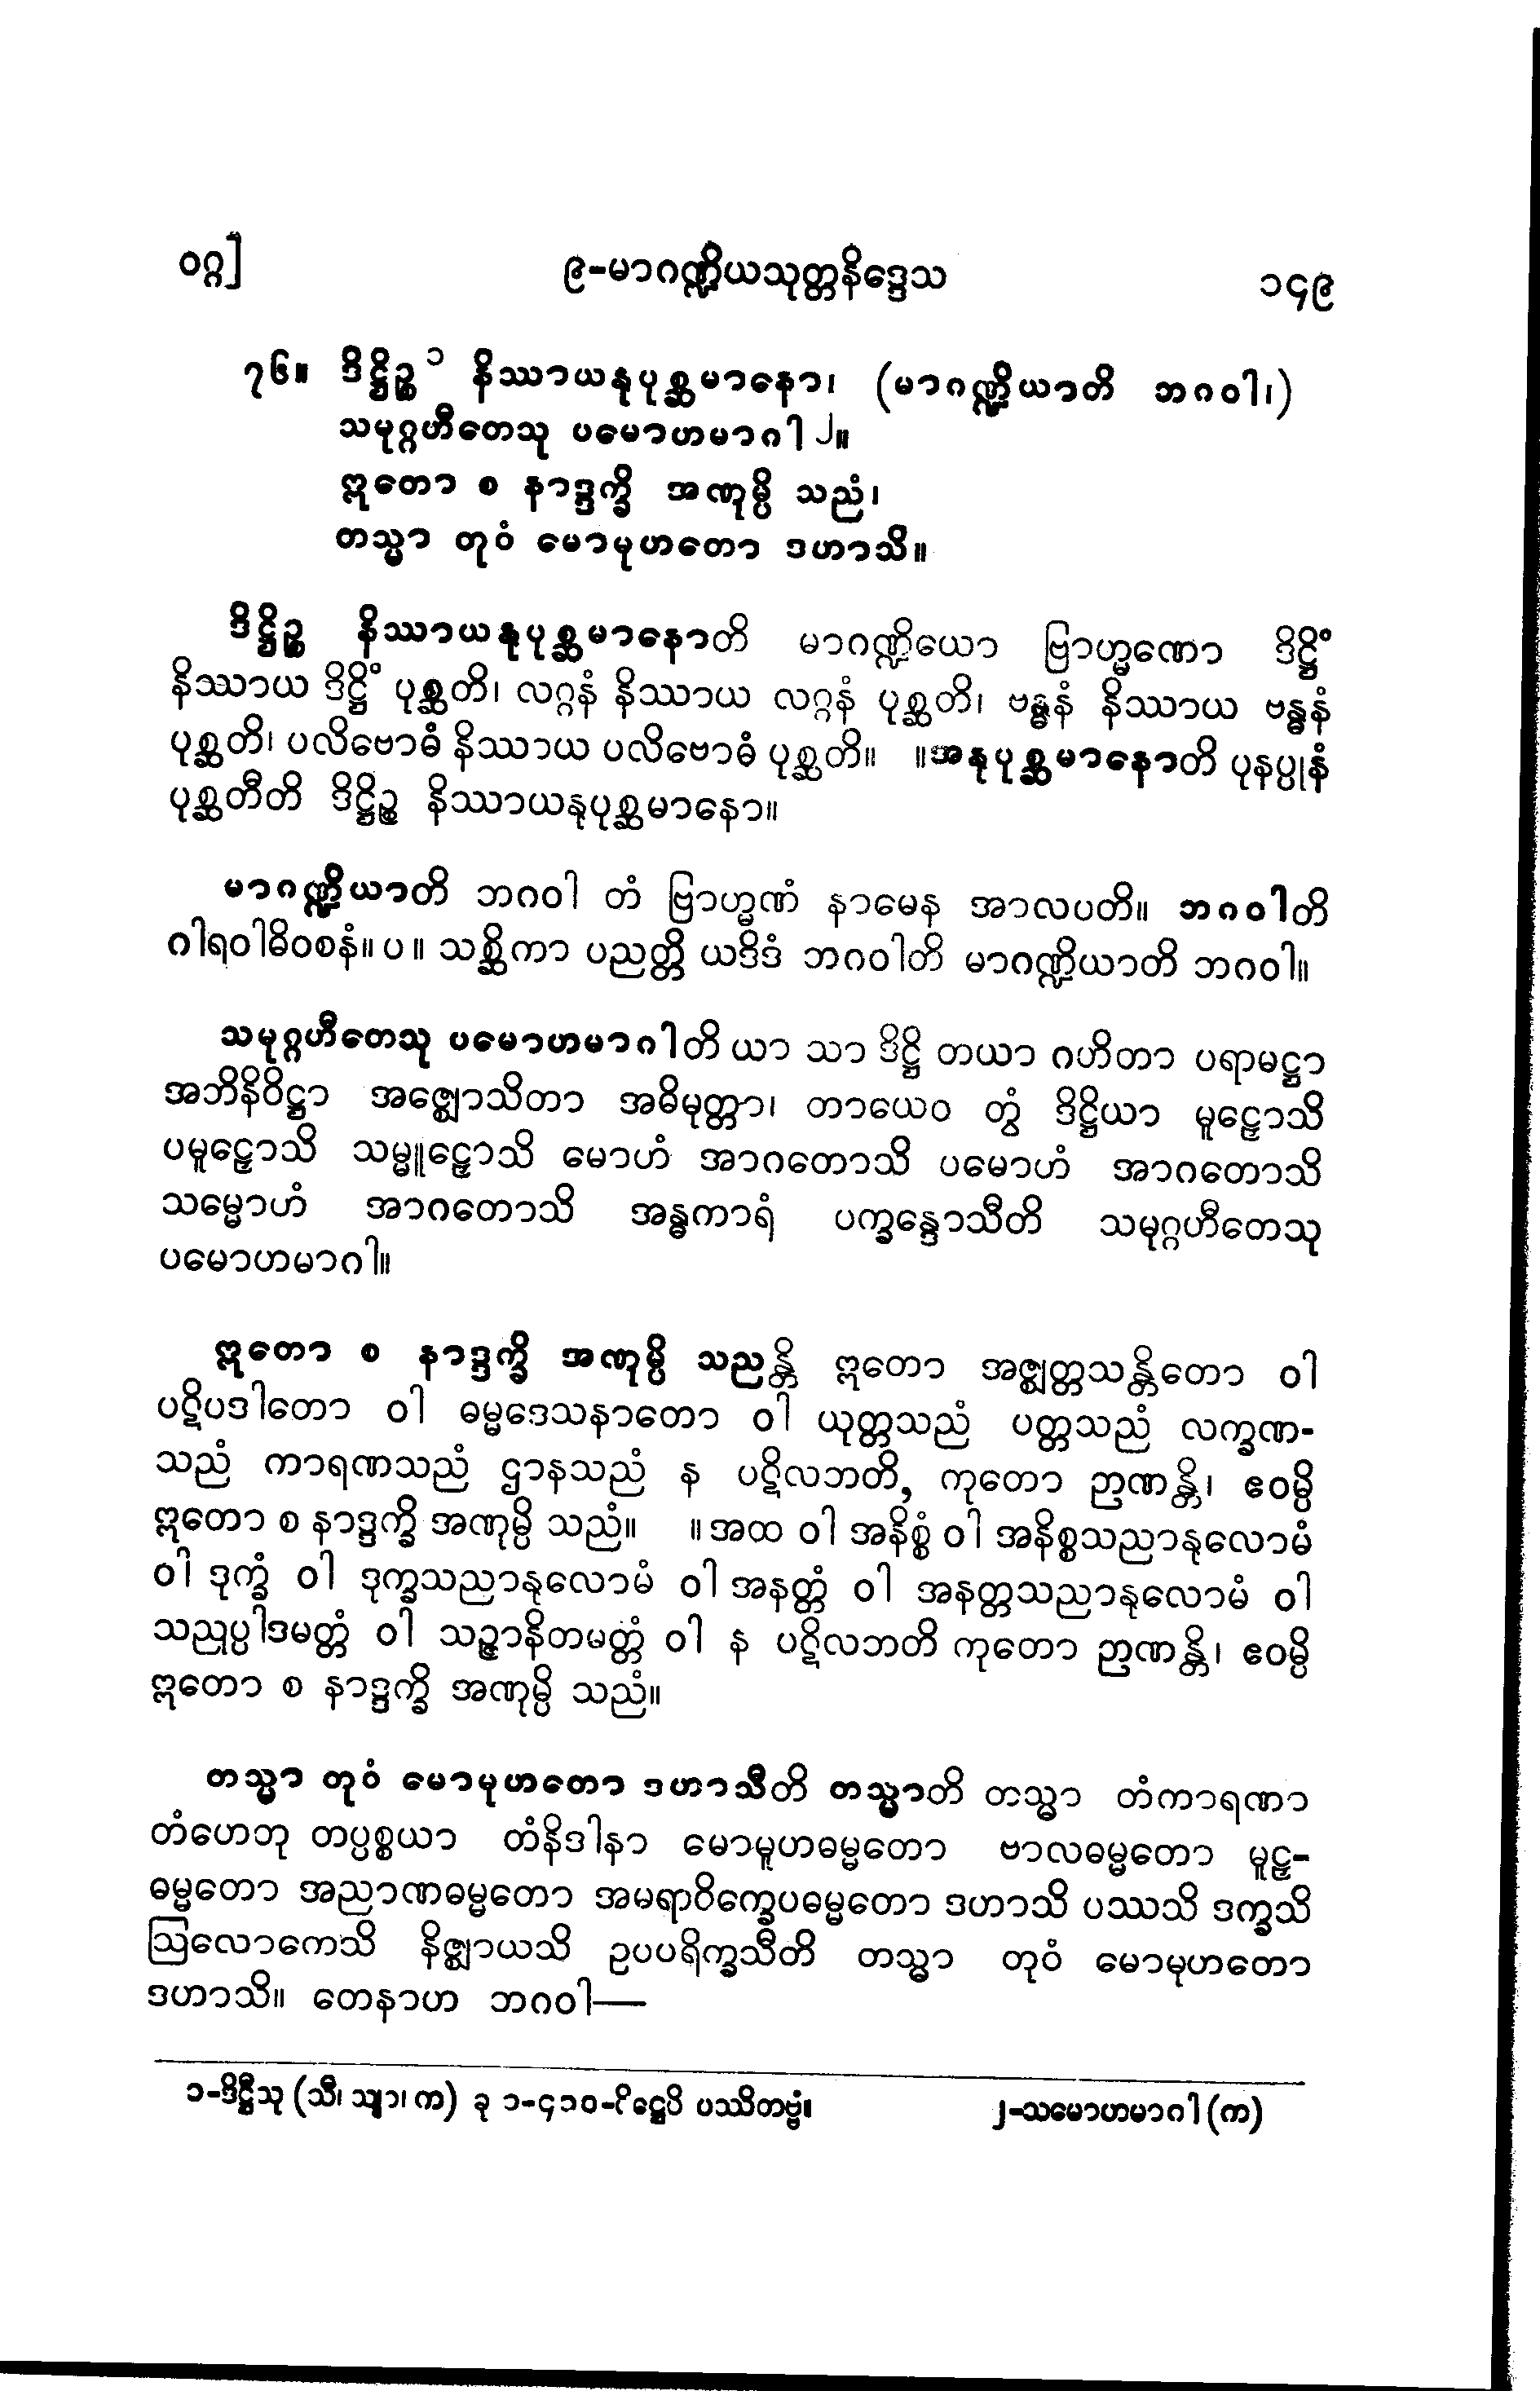 ဝဂ္ဂ]
၉-မာဂဏ္ဍိယသုတ္တနိဒ္ဒေသ
၁၄၉
၇၆။ ဒိဋ္ဌိဉ္စ ၁ နိဿာယနုပုစ္ဆမာနော၊ (မာဂဏ္ဍိယာတိ ဘဂဝါ၊)
သမုဂ္ဂဟီတေသု ပမောဟမာဂါ ၂။
ဣတော စ နာဒ္ဒက္ခိ အဏုမ္ပိ သညံ၊
တသ္မာ တုဝံ မောမုဟတော ဒဟာသိ။
ဒိဋ္ဌိဉ္စ နိဿာယနုပုစ္ဆမာနောတိ မာဂဏ္ဍိယော ဗြာဟ္မဏော ဒိဋ္ဌိံ
နိဿာယ ဒိဋ္ဌိံ ပုစ္ဆတိ၊ လဂ္ဂနံ နိဿာယ လဂ္ဂနံ ပုစ္ဆတိ၊ ဗန္ဓနံ နိဿာယ ဗန္ဓနံ
ပုစ္ဆတိ၊ ပလိဗောဓံ နိဿာယ ပလိဗောဓံ ပုစ္ဆတိ။ ။အနုပုစ္ဆမာနောတိ ပုနပ္ပုနံ
ပုစ္ဆတီတိ ဒိဋ္ဌိဉ္စ နိဿာယနုပုစ္ဆမာနော။
မာဂဏ္ဍိယာတိ ဘဂဝါ တံ ဗြာဟ္မဏံ နာမေန အာလပတိ။ ဘဂဝါတိ
ဂါရဝါဓိဝစနံ။ ပ ။ သစ္ဆိကာ ပညတ္တိ ယဒိဒံ ဘဂဝါတိ မာဂဏ္ဍိယာတိ ဘဂဝါ။
သမုဂ္ဂဟီတေသု ပမောဟမာဂါတိ ယာ သာ ဒိဋ္ဌိ တယာ ဂဟိတာ ပရာမဋ္ဌာ
အဘိနိဝိဋ္ဌာ အဇ္ဈောသိတာ အဓိမုတ္တာ၊ တာယေဝ တွံ ဒိဋ္ဌိယာ မူဠှောသိ
ပမူဠှောသိ သမ္မူဠှောသိ မောဟံ အာဂတောသိ ပမောဟံ အာဂတောသိ
သမ္မောဟံ အာဂတောသိ အန္ဓကာရံ ပက္ခန္ဒောသီတိ သမုဂ္ဂဟီတေသု
ပမောဟမာဂါ။
ဣတော စ နာဒ္ဒက္ခိ အဏုမ္ပိ သညန္တိ ဣတော အဇ္ဈတ္တသန္တိတော ဝါ
ပဋိပဒါတော ဝါ ဓမ္မဒေသနာတော ဝါ ယုတ္တသညံ ပတ္တသညံ လက္ခဏ-
သညံ ကာရဏသညံ ဌာနသညံ န ပဋိလဘတိ, ကုတော ဉာဏန္တိ၊ ဧဝမ္ပိ
ဣတော စ နာဒ္ဒက္ခိ အဏုမ္ပိ သညံ။ ။အထ ဝါ အနိစ္စံ ဝါ အနိစ္စသညာနုလောမံ
ဝါ ဒုက္ခံ ဝါ ဒုက္ခသညာနုလောမံ ဝါ အနတ္တံ ဝါ အနတ္တသညာနုလောမံ ဝါ
သညုပ္ပါဒမတ္တံ ဝါ သဉ္ဇာနိတမတ္တံ ဝါ န ပဋိလဘတိ ကုတော ဉာဏန္တိ၊ ဧဝမ္ပိ
ဣတော စ နာဒ္ဒက္ခိ အဏုမ္ပိ သညံ။
တသ္မာ တုဝံ မောမုဟတော ဒဟာသီတိ တသ္မာတိ တသ္မာ တံကာရဏာ
တံဟေဘု တပ္ပစ္စယာ တံနိဒါနာ မောမူဟဓမ္မတော ဗာလဓမ္မတော မူဠှ-
ဓမ္မတော အညာဏဓမ္မတော အမရာဝိက္ခေပဓမ္မတော ဒဟာသိ ပဿသိ ဒက္ခသိ
ဩလောကေသိ နိဇ္ဈာယသိ ဥပပရိက္ခသီတိ တသ္မာ တုဝံ မောမုဟတော
ဒဟာသိ။ တေနာဟ ဘဂဝါ—
၁-ဒိဋ္ဌီသု (သီ၊ သျာ၊ က) ခု ၁-၄၁၀-ပိဋ္ဌေပိ ပဿိတဗ္ဗံ။
၂-သမောဟမာဂါ (က)